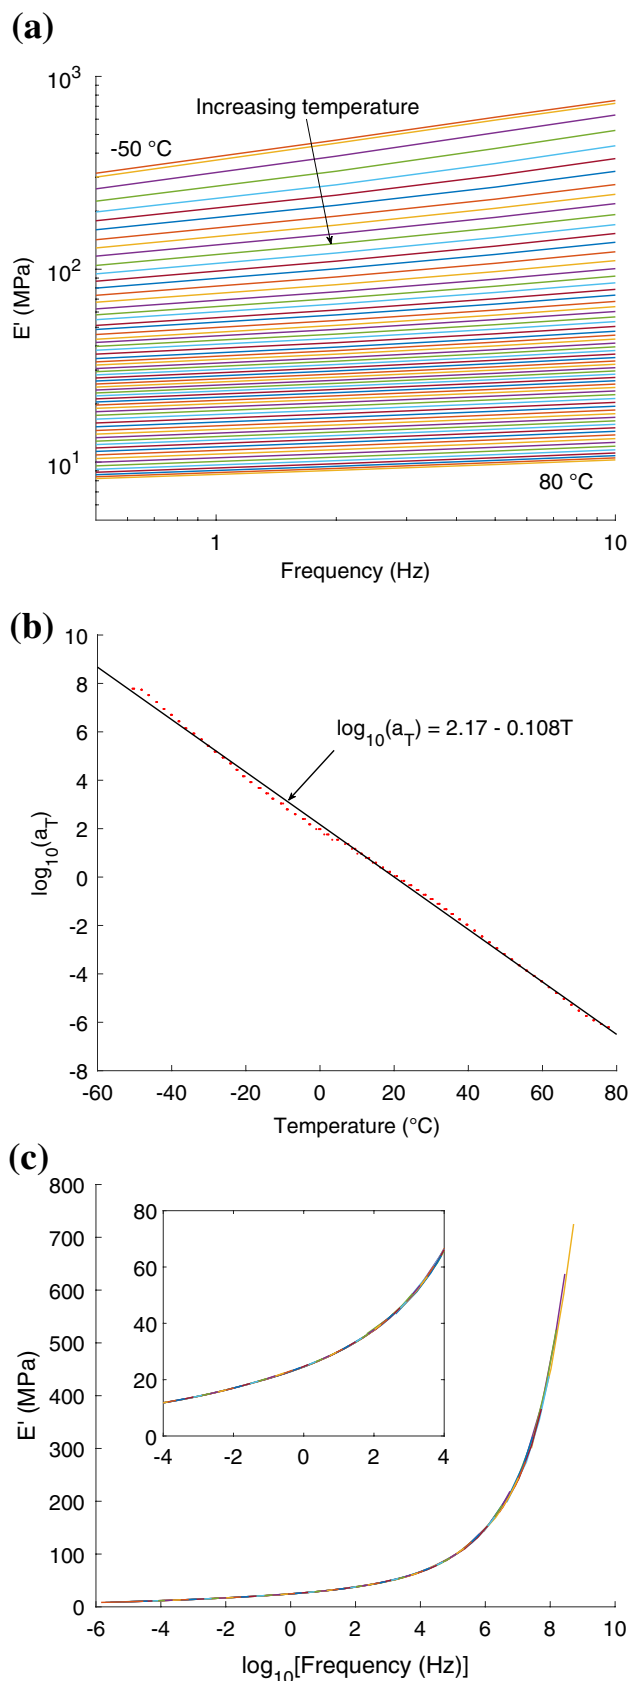 (a)
10³
Increasing temperature
-50 °C
10²
E' (MPa)
10¹
80 °C
1
10
Frequency (Hz)
(b)
10
8
log₁₀(a_T) = 2.17 - 0.108T
6
4
log₁₀(a_T)
2
0
-2
-4
-6
-8
-60 -40 -20 0 20 40 60 80
Temperature (°C)
(c)
800
80
700
60
600
40
500
20
400
E' (MPa)
0
-4 -2 0 2 4
300
200
100
0
-6 -4 -2 0 2 4 6 8 10
log₁₀[Frequency (Hz)]